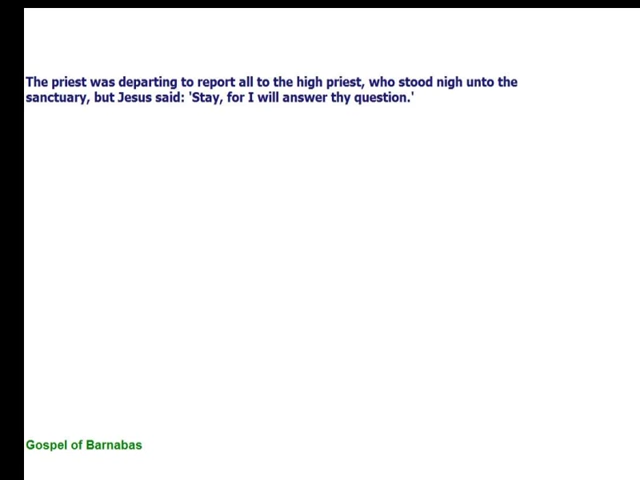 The priest was departing to report all to the high priest, who stood nigh unto the
sanctuary, but Jesus said: 'Stay, for I will answer thy question.'
Gospel of Barnabas